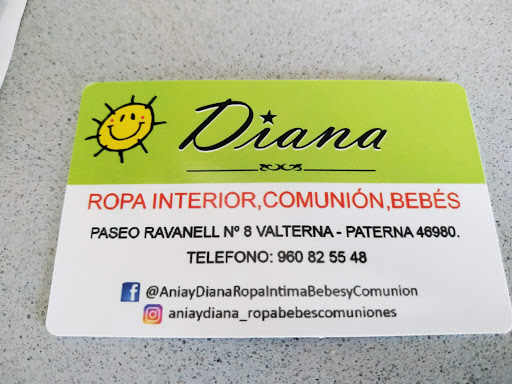 Diana
ROPA INTERIOR,COMUNIÓN,BEBÉS
PASEO RAVANELL Nº 8 VALTERNA - PATERNA 46980.
TELEFONO: 960 82 55 48
@AniayDianaRopaIntimaBebesyComunion
aniaydiana_ropabebescomuniones